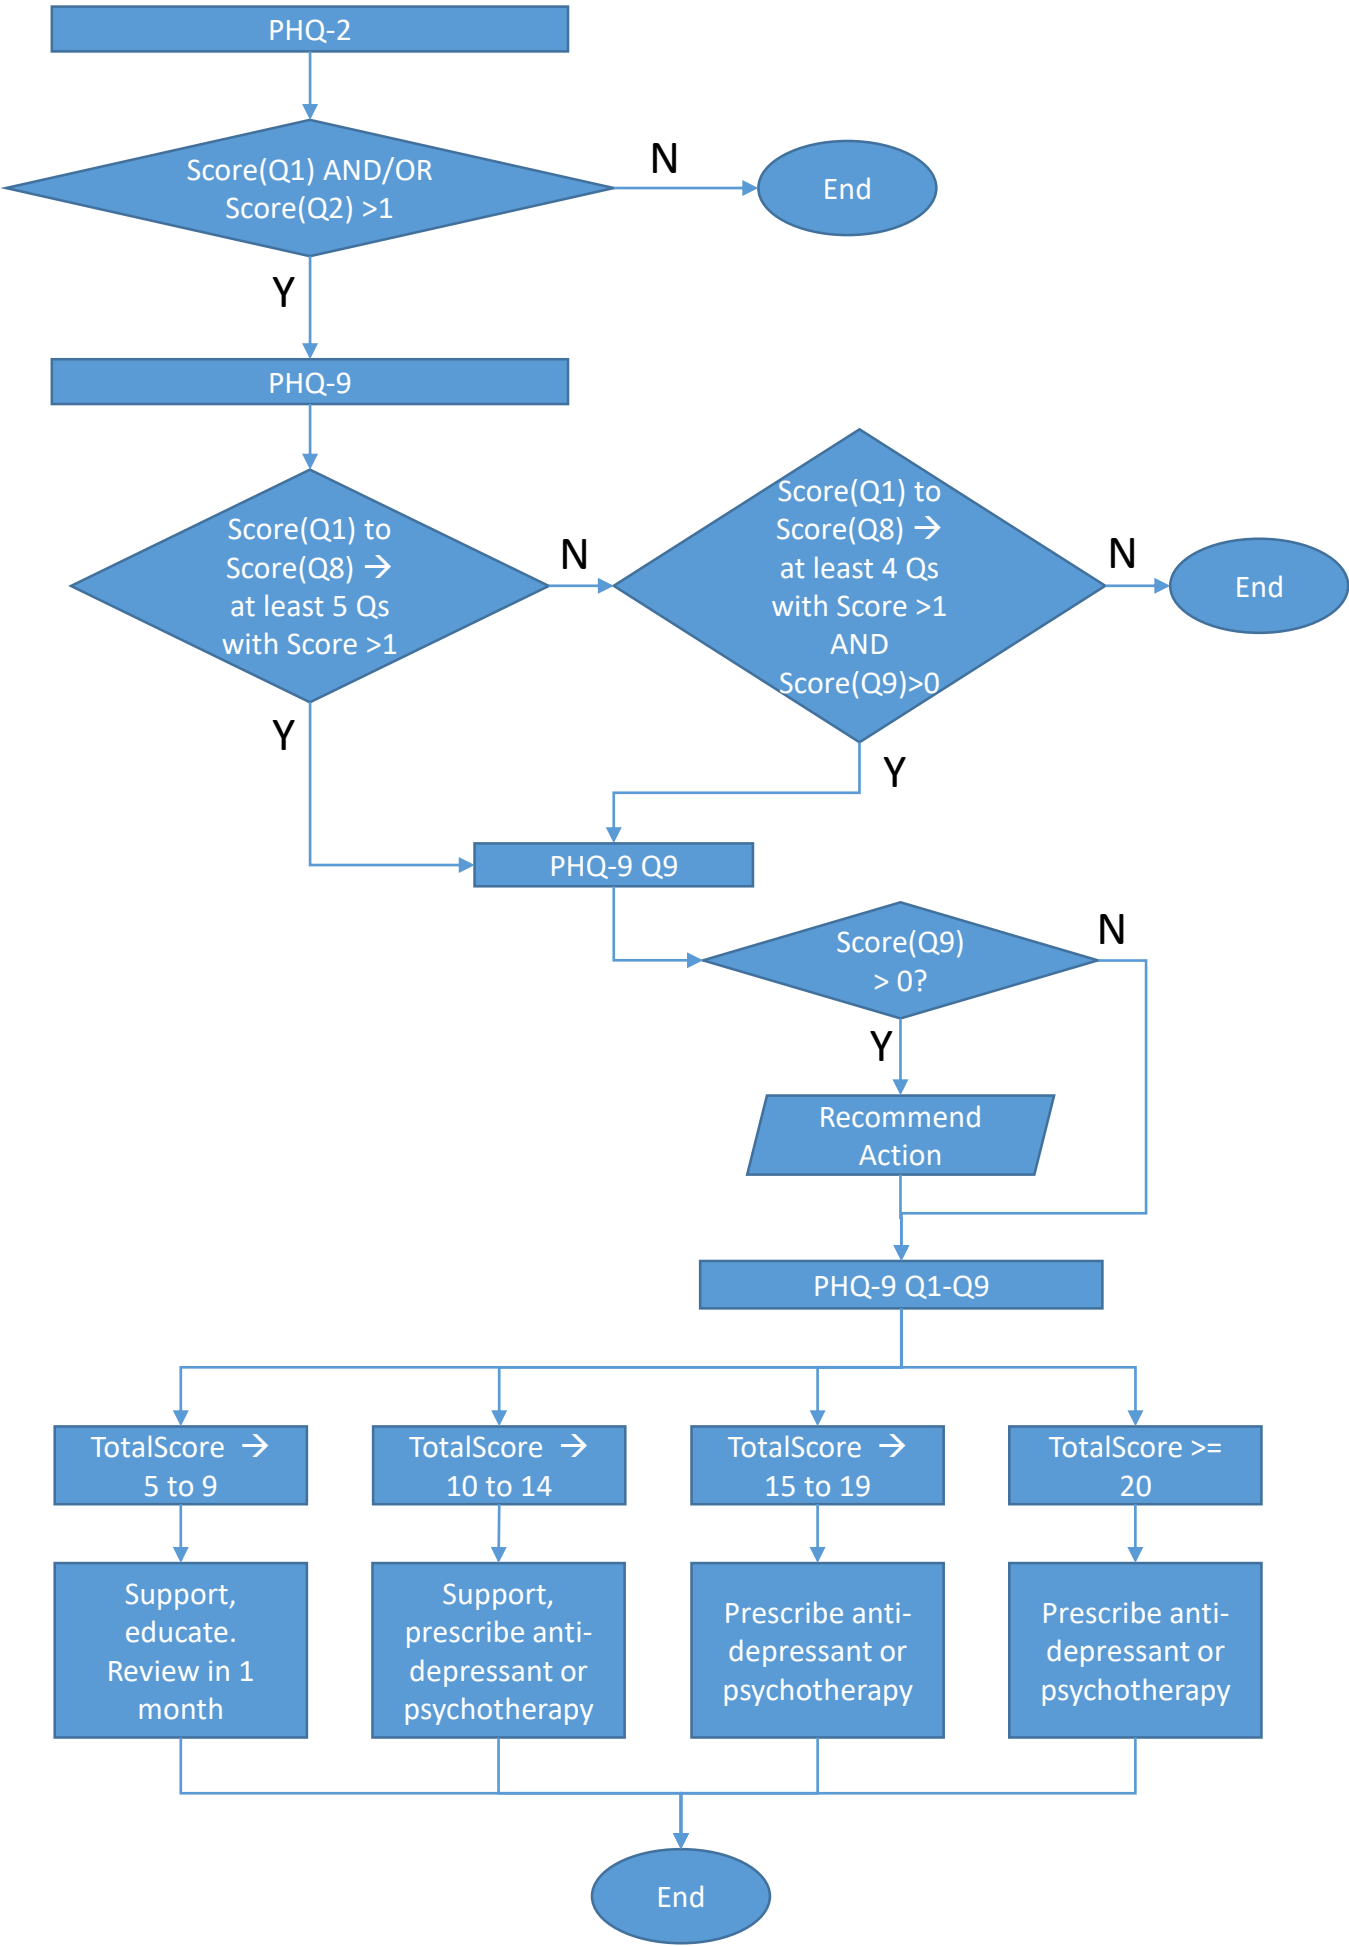 PHQ-2
Score(Q1) AND/OR
Score(Q2) >1
N
End
Y
PHQ-9
Score(Q1) to
Score(Q8) →
at least 5 Qs
with Score >1
N
Score(Q1) to
Score(Q8) →
at least 4 Qs
with Score >1
AND
Score(Q9)>0
N
End
Y
Y
PHQ-9 Q9
Score(Q9)
> 0?
N
Y
Recommend
Action
PHQ-9 Q1-Q9
TotalScore →
5 to 9
TotalScore →
10 to 14
TotalScore →
15 to 19
TotalScore >=
20
Support,
educate.
Review in 1
month
Support,
prescribe anti-
depressant or
psychotherapy
Prescribe anti-
depressant or
psychotherapy
Prescribe anti-
depressant or
psychotherapy
End